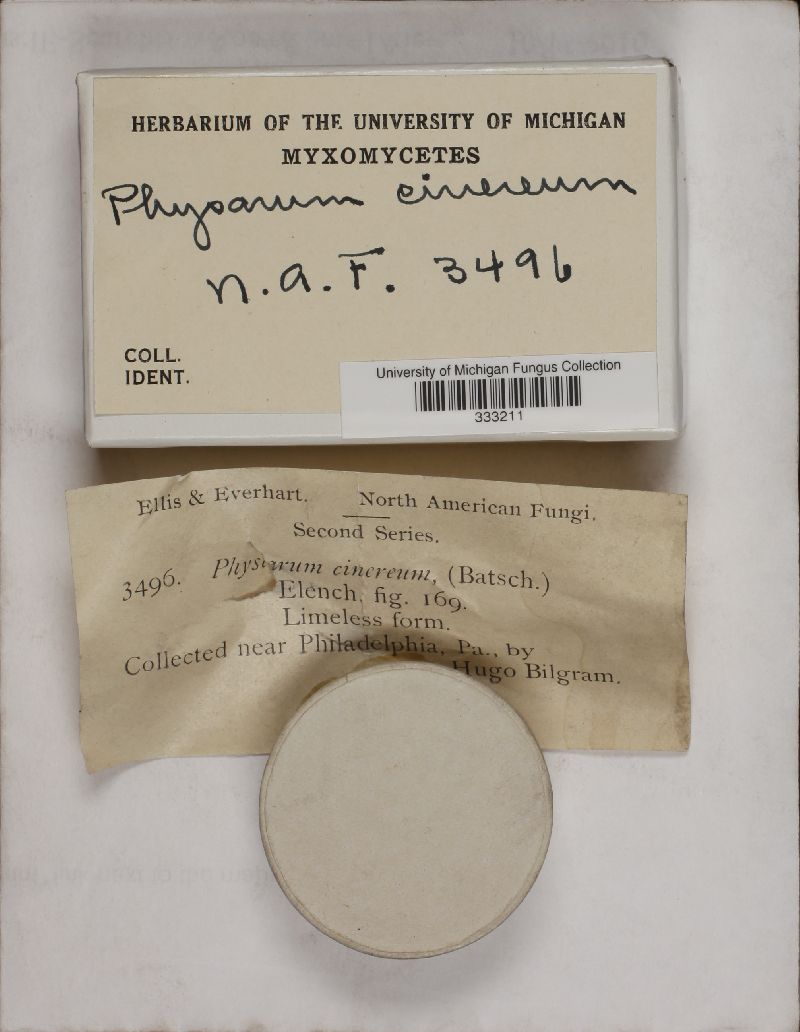 HERBARIUM OF THE UNIVERSITY OF MICHIGAN
MYXOMYCETES
Physarum cinereum
N.A.F. 3496
COLL.
IDENT.
University of Michigan Fungus Collection
333211
Ellis & Everhart. North American Fungi.
Second Series.
3496. Physarum cinereum, (Batsch.)
Elench, fig. 169.
Limeless form.
Collected near Philadelphia, Pa., by
Hugo Bilgram.